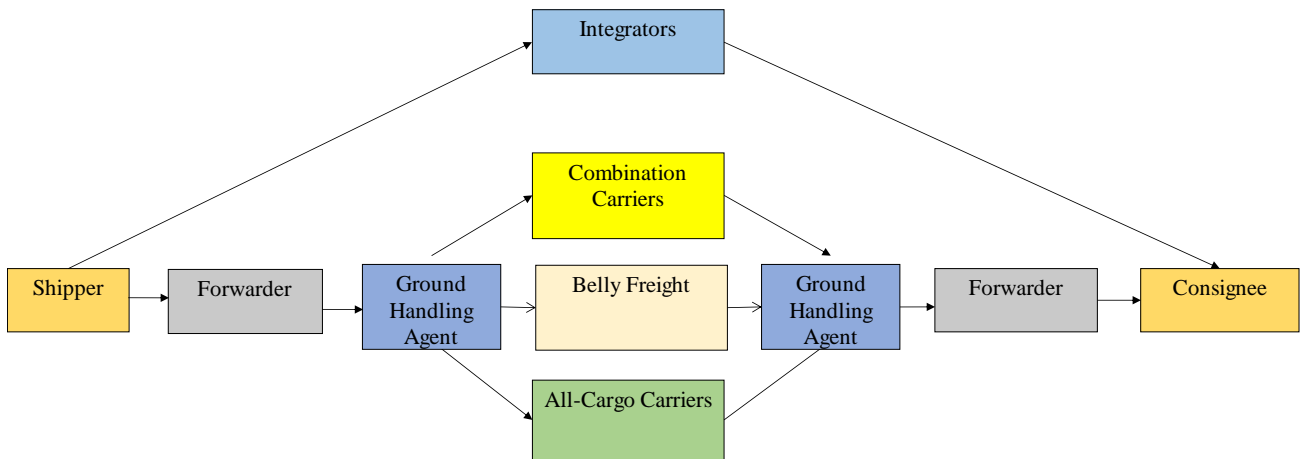 Integrators
Combination
Carriers
Shipper
Forwarder
Ground
Handling
Agent
Belly Freight
Ground
Handling
Agent
Forwarder
Consignee
All-Cargo Carriers